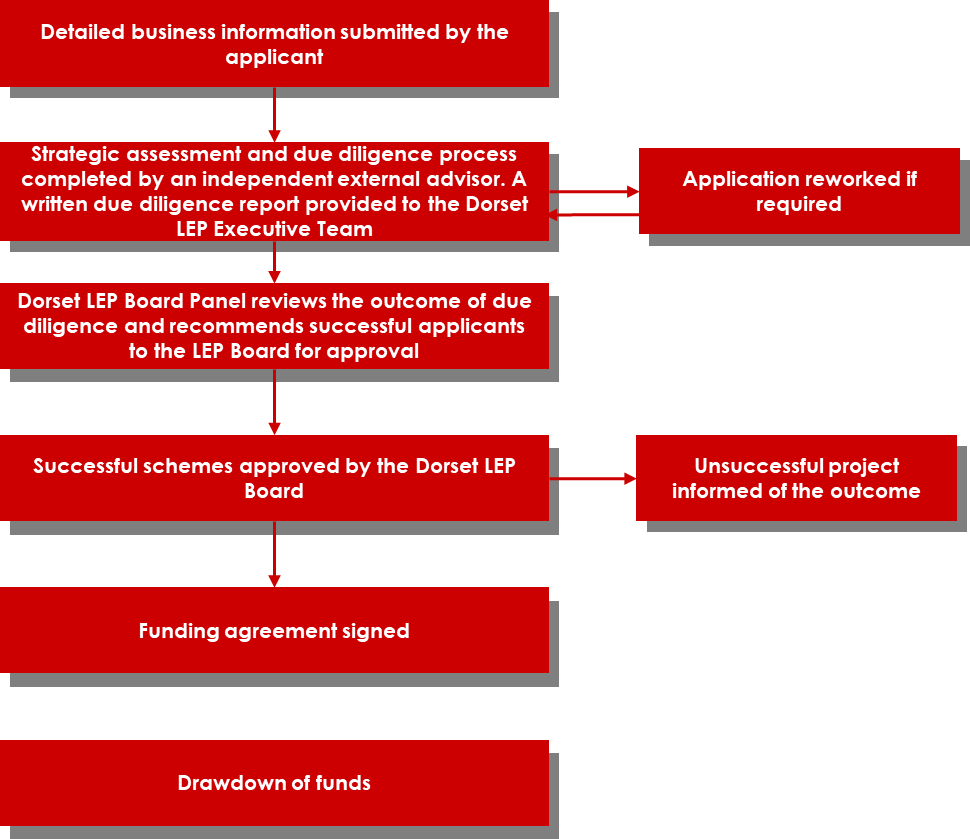 Detailed business information submitted by the
applicant
Strategic assessment and due diligence process
completed by an independent external advisor. A
written due diligence report provided to the Dorset
LEP Executive Team
Application reworked if
required
Dorset LEP Board Panel reviews the outcome of due
diligence and recommends successful applicants
to the LEP Board for approval
Successful schemes approved by the Dorset LEP
Board
Unsuccessful project
informed of the outcome
Funding agreement signed
Drawdown of funds